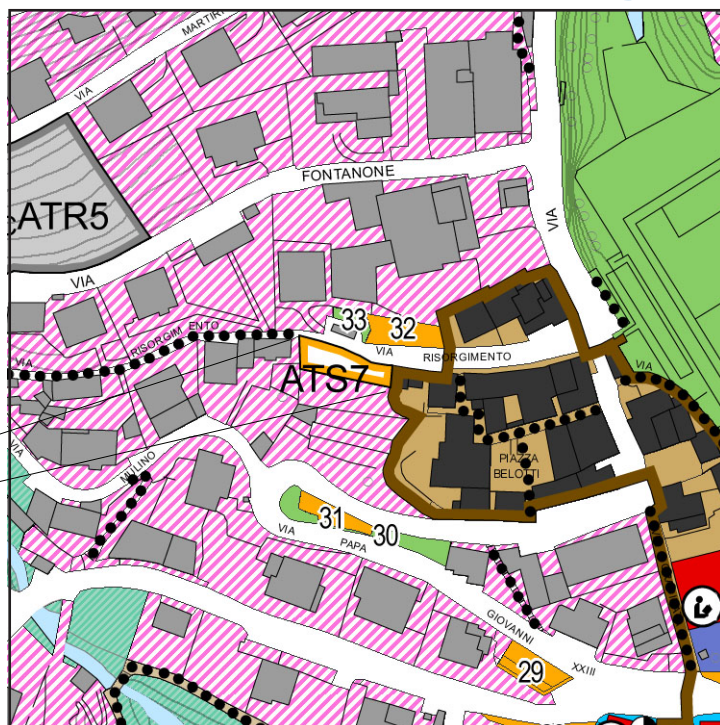 VIA MARTIRI
FONTANONE
VIA
ATR5
VIA
33
32
VIA RISORGIMENTO
VIA RISORGIMENTO
ATS7
VIA
PIAZZA
BELOTTI
VIA MULINO
31
30
VIA PAPA GIOVANNI XXIII
29